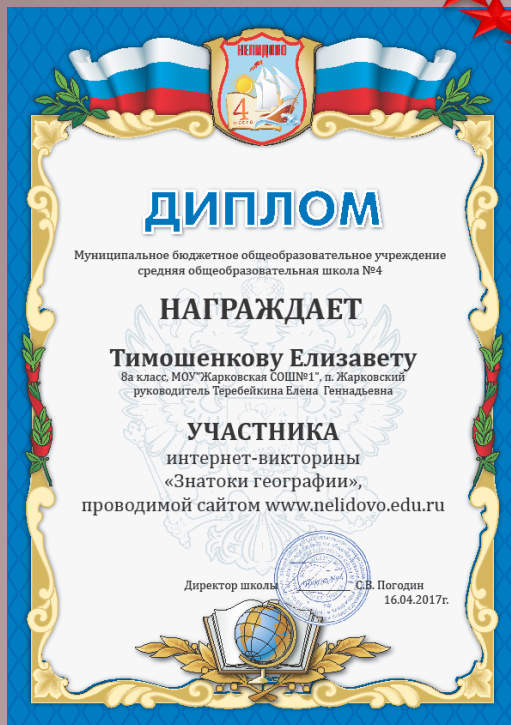 НЕЛИДОВО
4
ДИПЛОМ
Муниципальное бюджетное общеобразовательное учреждение
средняя общеобразовательная школа №4
НАГРАЖДАЕТ
Тимошенкову Елизавету
8а класс, МОУ"Жарковская СОШ№1", п. Жарковский
руководитель Теребейкина Елена Геннадьевна
УЧАСТНИКА
интернет-викторины
«Знатоки географии»,
проводимой сайтом www.nelidovo.edu.ru
Директор школы С.В. Погодин
16.04.2017г.